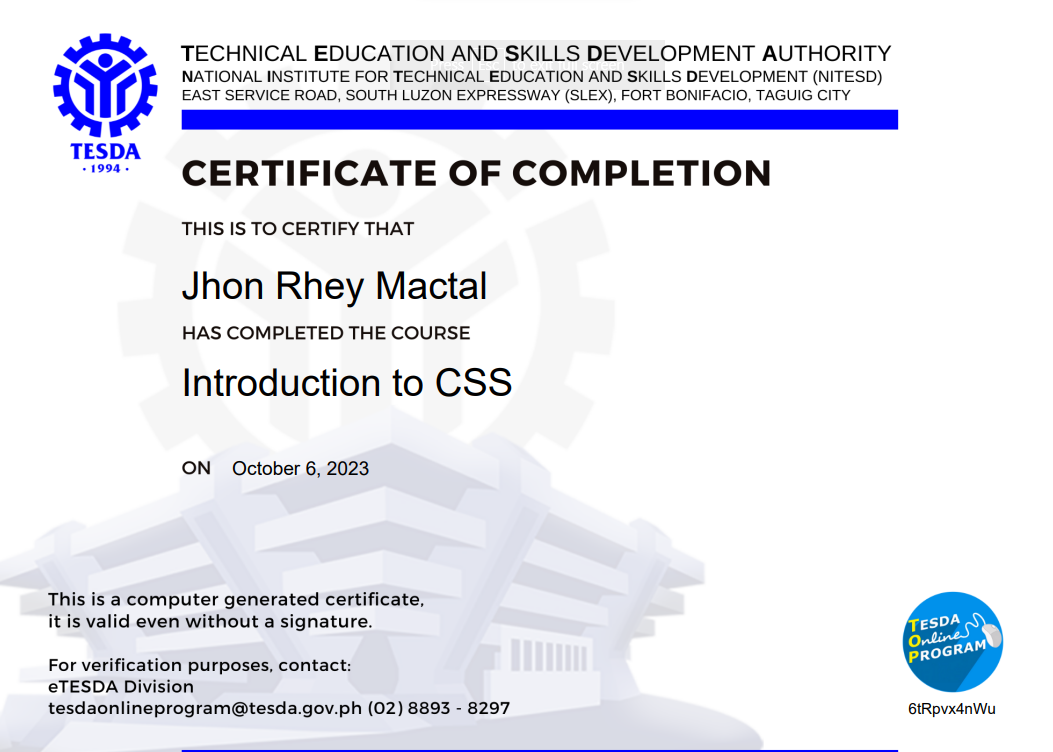 TECHNICAL EDUCATION AND SKILLS DEVELOPMENT AUTHORITY
NATIONAL INSTITUTE FOR TECHNICAL EDUCATION AND SKILLS DEVELOPMENT (NITESD)
EAST SERVICE ROAD, SOUTH LUZON EXPRESSWAY (SLEX), FORT BONIFACIO, TAGUIG CITY
TESDA
· 1994 ·
CERTIFICATE OF COMPLETION
THIS IS TO CERTIFY THAT
Jhon Rhey Mactal
HAS COMPLETED THE COURSE
Introduction to CSS
ON October 6, 2023
This is a computer generated certificate,
it is valid even without a signature.
For verification purposes, contact:
eTESDA Division
tesdaonlineprogram@tesda.gov.ph (02) 8893 - 8297
TESDA
Online
PROGRAM
6tRpvx4nWu